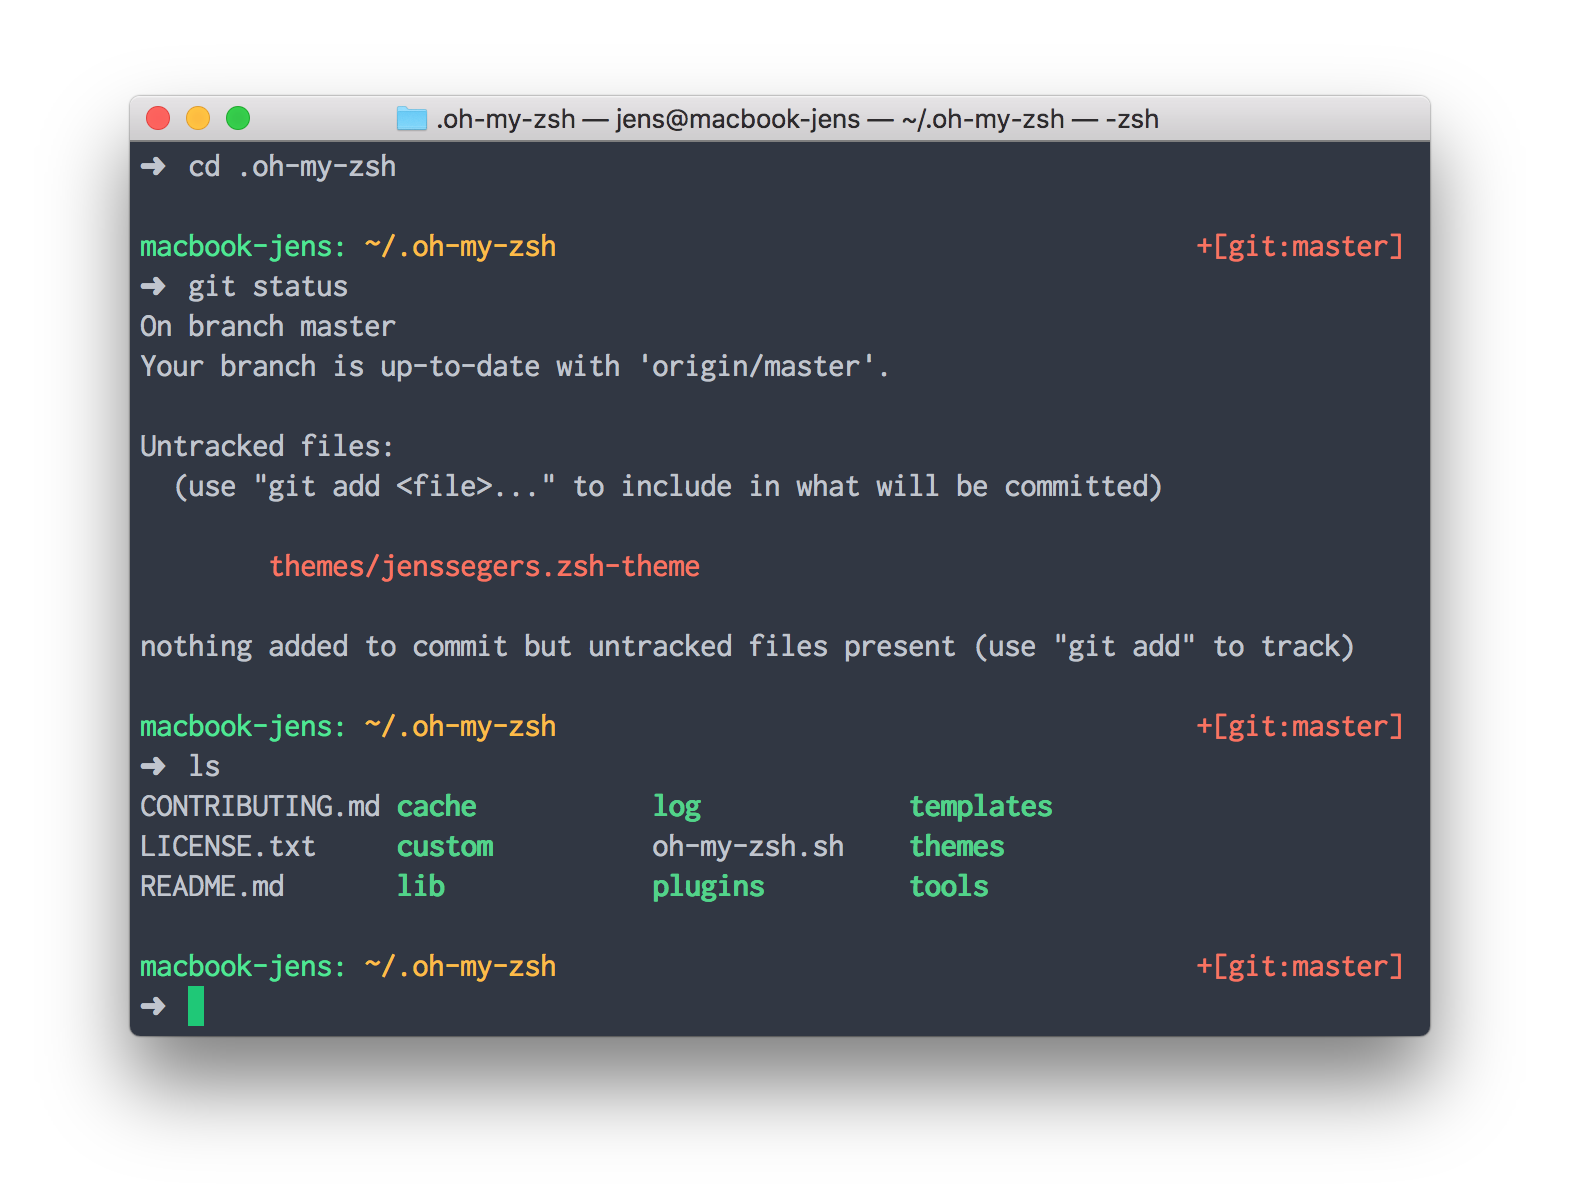 .oh-my-zsh — jens@macbook-jens — ~/.oh-my-zsh — -zsh
➜ cd .oh-my-zsh
macbook-jens: ~/.oh-my-zsh +[git:master]
➜ git status
On branch master
Your branch is up-to-date with 'origin/master'.
Untracked files:
(use "git add <file>..." to include in what will be committed)
themes/jenssegers.zsh-theme
nothing added to commit but untracked files present (use "git add" to track)
macbook-jens: ~/.oh-my-zsh +[git:master]
➜ ls
CONTRIBUTING.md cache log templates
LICENSE.txt custom oh-my-zsh.sh themes
README.md lib plugins tools
macbook-jens: ~/.oh-my-zsh +[git:master]
➜